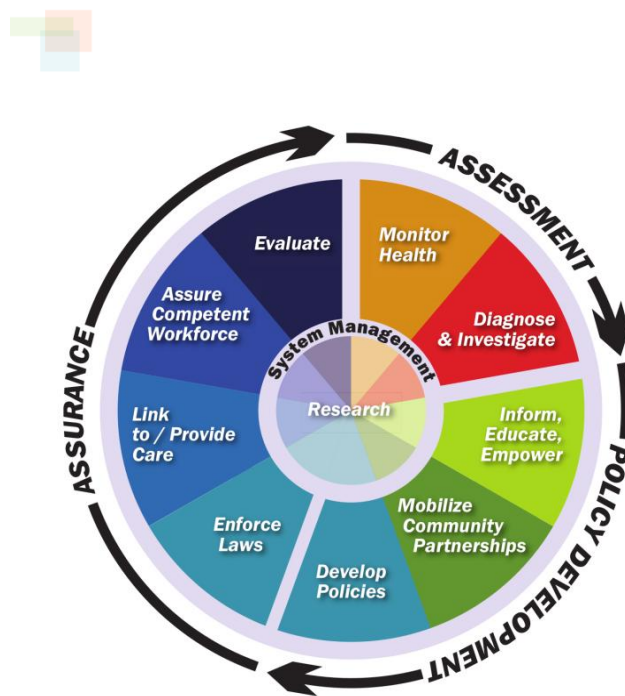 ASSESSMENT
POLICY DEVELOPMENT
ASSURANCE
Monitor
Health
Diagnose
& Investigate
Inform,
Educate,
Empower
Mobilize
Community
Partnerships
Develop
Policies
Enforce
Laws
Link
to / Provide
Care
Assure
Competent
Workforce
Evaluate
System Management
Research